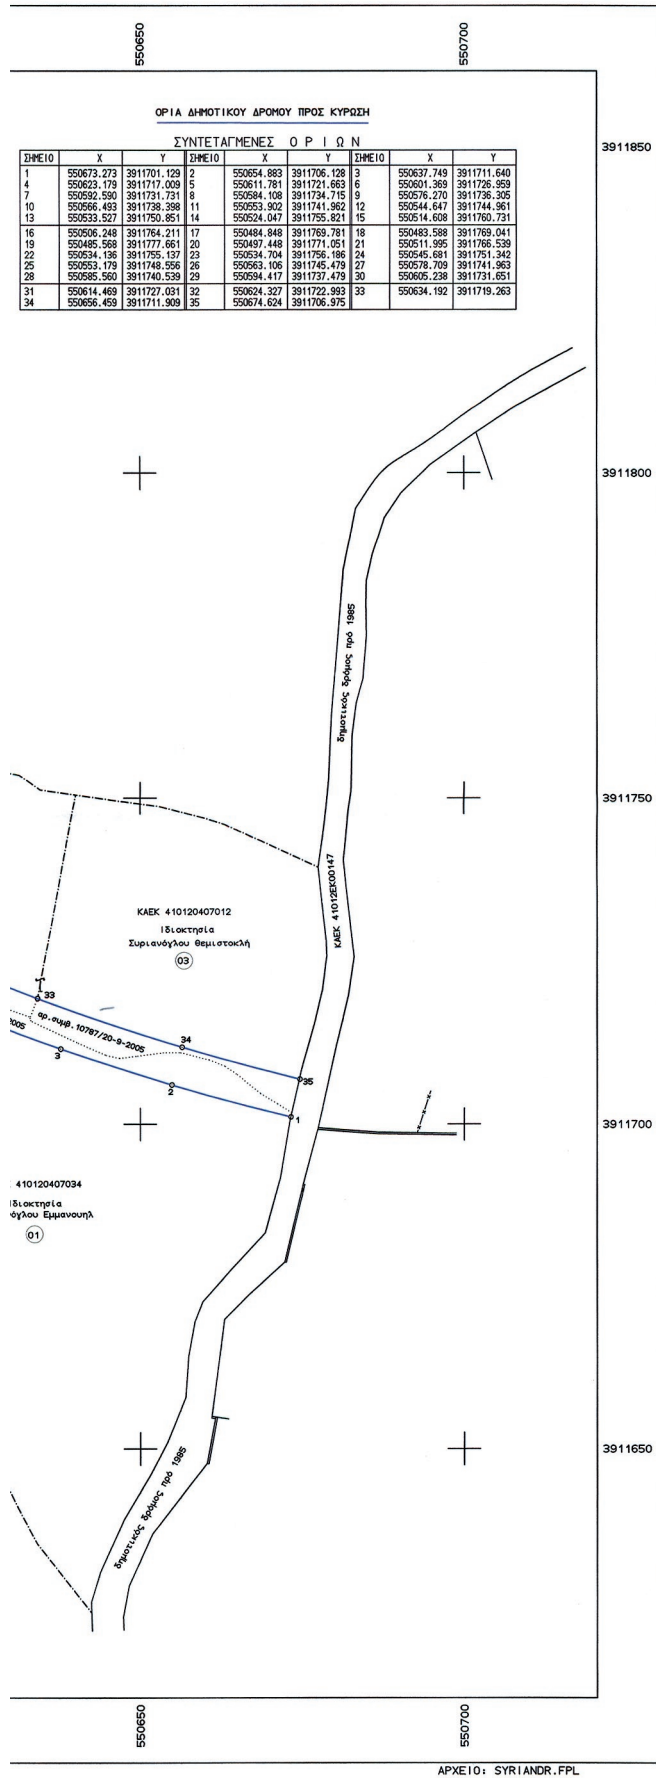 550650
550700
ΟΡΙΑ ΔΗΜΟΤΙΚΟΥ ΔΡΟΜΟΥ ΠΡΟΣ ΚΥΡΩΣΗ
ΣΥΝΤΕΤΑΓΜΕΝΕΣ ΟΡΙΩΝ
3911850
ΣΗΜΕΙΟ X Y ΣΗΜΕΙΟ X Y ΣΗΜΕΙΟ X Y
1 550673.273 3911701.129 2 550654.883 3911706.128 3 550637.749 3911711.640
4 550623.179 3911717.009 5 550611.781 3911721.663 6 550601.369 3911726.959
7 550592.590 3911731.731 8 550584.108 3911734.715 9 550576.270 3911736.305
10 550566.493 3911738.398 11 550553.902 3911741.962 12 550544.647 3911744.961
13 550533.527 3911750.851 14 550524.047 3911755.821 15 550514.608 3911760.731
16 550506.248 3911764.211 17 550484.848 3911769.781 18 550483.588 3911769.041
19 550485.568 3911777.661 20 550497.448 3911771.051 21 550511.995 3911766.539
22 550534.136 3911755.137 23 550534.704 3911756.186 24 550545.681 3911751.342
25 550553.179 3911748.556 26 550563.106 3911745.479 27 550578.709 3911741.963
28 550585.560 3911740.539 29 550594.417 3911737.479 30 550605.238 3911731.651
31 550614.469 3911727.031 32 550624.327 3911722.993 33 550634.192 3911719.263
34 550656.459 3911711.909 35 550674.624 3911706.975
3911800
δημοτικός δρόμος πρό 1985
3911750
ΚΑΕΚ 41012ΕΚ00147
ΚΑΕΚ 410120407012
Ιδιοκτησία
Συριανόγλου Θεμιστοκλή
03
33
αρ.συμβ.10787/20-9-2005
2005
34
3
35
2
1
3911700
410120407034
Ιδιοκτησία
νόγλου Εμμανουηλ
01
3911650
δημοτικός δρόμος πρό 1985
550650
550700
ΑΡΧΕΙΟ: SYRIANDR.FPL